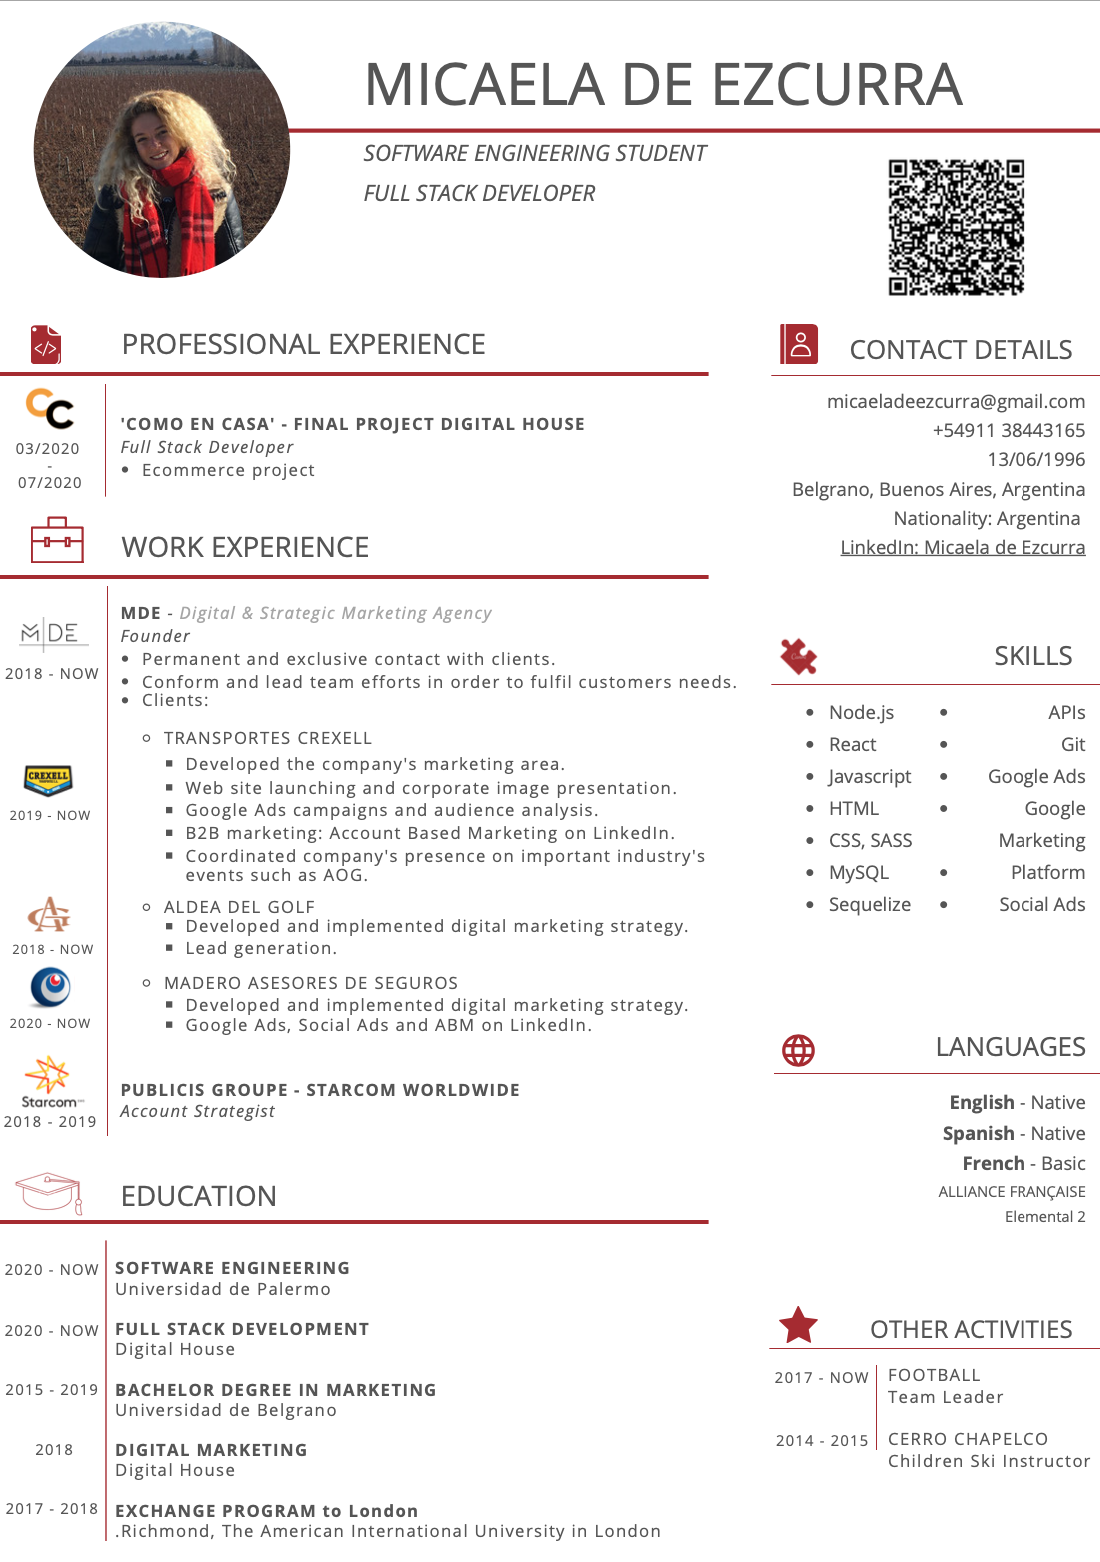 MICAELA DE EZCURRA
SOFTWARE ENGINEERING STUDENT
FULL STACK DEVELOPER
PROFESSIONAL EXPERIENCE
CC
03/2020
-
07/2020
'COMO EN CASA' - FINAL PROJECT DIGITAL HOUSE
Full Stack Developer
• Ecommerce project
WORK EXPERIENCE
M DE
2018 - NOW
MDE - Digital & Strategic Marketing Agency
Founder
• Permanent and exclusive contact with clients.
• Conform and lead team efforts in order to fulfil customers needs.
• Clients:
CREXELL
2019 - NOW
◦ TRANSPORTES CREXELL
▪ Developed the company's marketing area.
▪ Web site launching and corporate image presentation.
▪ Google Ads campaigns and audience analysis.
▪ B2B marketing: Account Based Marketing on LinkedIn.
▪ Coordinated company's presence on important industry's
events such as AOG.
AG
2018 - NOW
◦ ALDEA DEL GOLF
▪ Developed and implemented digital marketing strategy.
▪ Lead generation.
2020 - NOW
◦ MADERO ASESORES DE SEGUROS
▪ Developed and implemented digital marketing strategy.
▪ Google Ads, Social Ads and ABM on LinkedIn.
Starcom
2018 - 2019
PUBLICIS GROUPE - STARCOM WORLDWIDE
Account Strategist
EDUCATION
2020 - NOW
SOFTWARE ENGINEERING
Universidad de Palermo
2020 - NOW
FULL STACK DEVELOPMENT
Digital House
2015 - 2019
BACHELOR DEGREE IN MARKETING
Universidad de Belgrano
2018
DIGITAL MARKETING
Digital House
2017 - 2018
EXCHANGE PROGRAM to London
.Richmond, The American International University in London
CONTACT DETAILS
micaeladeezcurra@gmail.com
+54911 38443165
13/06/1996
Belgrano, Buenos Aires, Argentina
Nationality: Argentina
LinkedIn: Micaela de Ezcurra
SKILLS
• Node.js
• React
• Javascript
• HTML
• CSS, SASS
• MySQL
• Sequelize
• APIs
• Git
• Google Ads
• Google
Marketing
• Platform
• Social Ads
LANGUAGES
English - Native
Spanish - Native
French - Basic
ALLIANCE FRANÇAISE
Elemental 2
OTHER ACTIVITIES
2017 - NOW
FOOTBALL
Team Leader
2014 - 2015
CERRO CHAPELCO
Children Ski Instructor